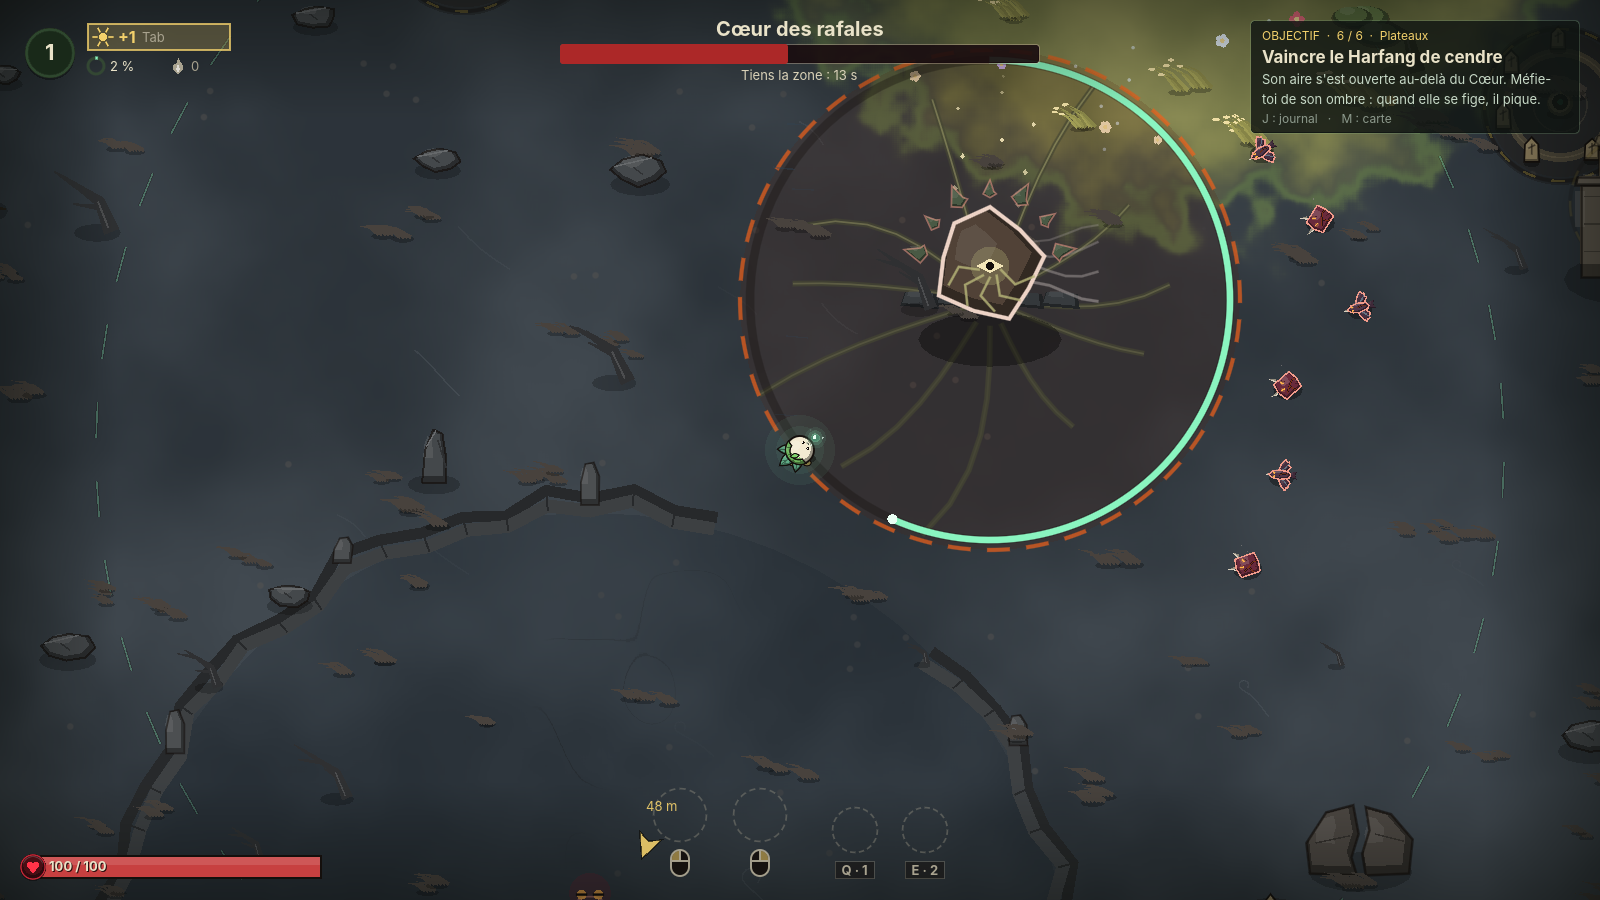 1
+1 Tab
2 %
0
Cœur des rafales
Tiens la zone : 13 s
OBJECTIF · 6 / 6 · Plateaux
Vaincre le Harfang de cendre
Son aire s'est ouverte au-delà du Cœur. Méfie-
toi de son ombre : quand elle se fige, il pique.
J : journal · M : carte
48 m
Q · 1
E · 2
100 / 100